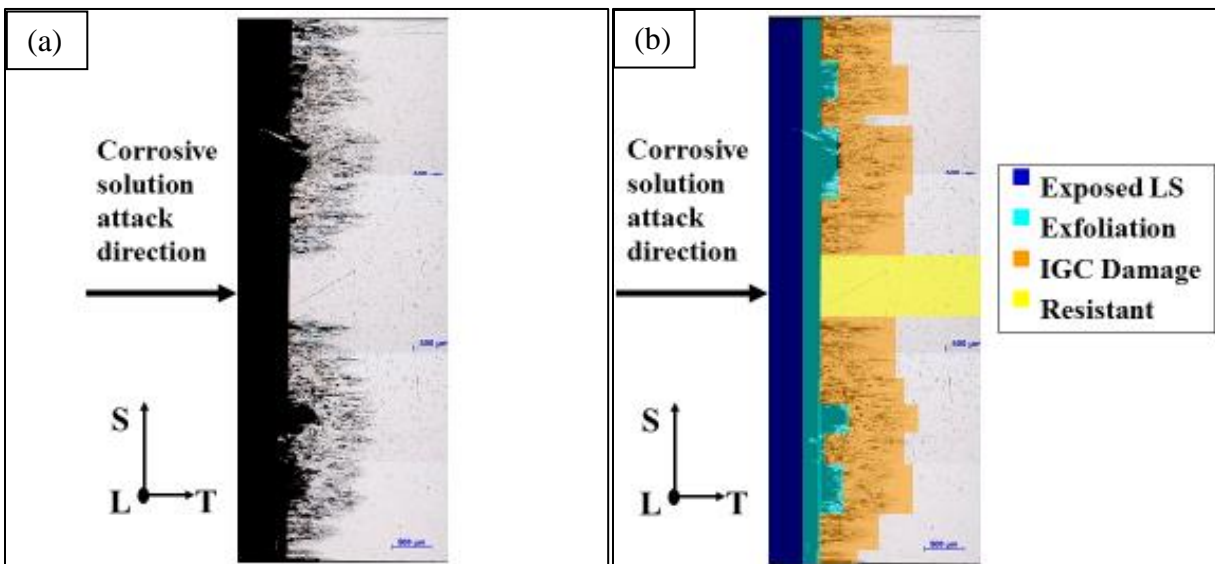 (a)
Corrosive
solution
attack
direction
S
L
T
500 µm
(b)
Corrosive
solution
attack
direction
S
L
T
500 µm
Exposed LS
Exfoliation
IGC Damage
Resistant